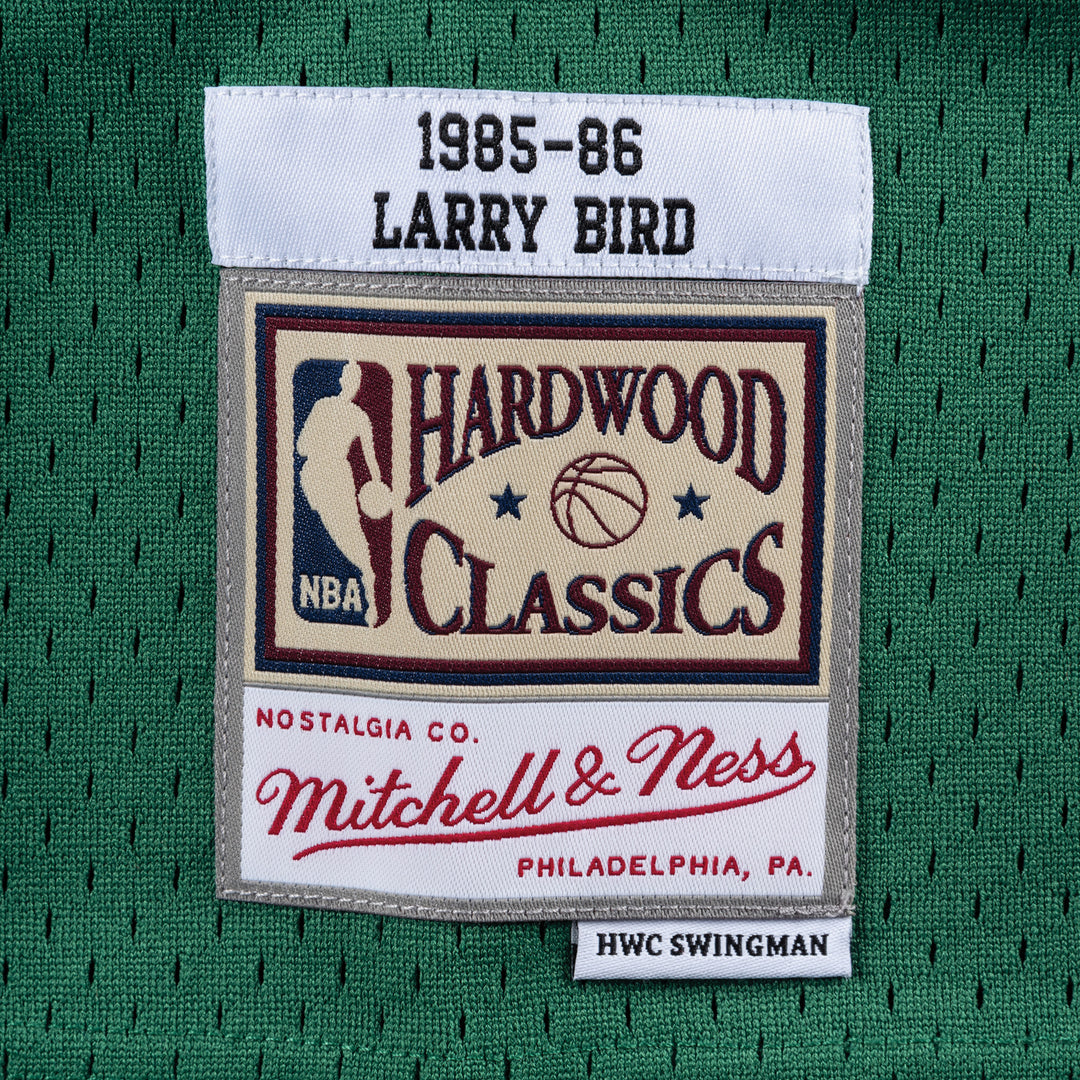 1985-86
LARRY BIRD
HARDWOOD
CLASSICS
NBA
NOSTALGIA CO.
Mitchell & Ness
PHILADELPHIA, PA.
HWC SWINGMAN